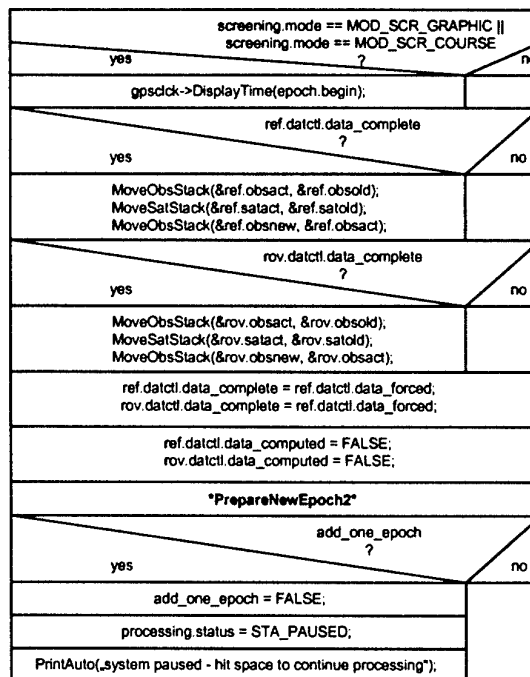 screening.mode == MOD_SCR_GRAPHIC ||
screening.mode == MOD_SCR_COURSE
?
yes
no
gpsclck->DisplayTime(epoch.begin);
ref.datctl.data_complete
?
yes
no
MoveObsStack(&ref.obsact, &ref.obsold);
MoveSatStack(&ref.satact, &ref.satold);
MoveObsStack(&ref.obsnew, &ref.obsact);
rov.datctl.data_complete
?
yes
no
MoveObsStack(&rov.obsact, &rov.obsold);
MoveSatStack(&rov.satact, &rov.satold);
MoveObsStack(&rov.obsnew, &rov.obsact);
ref.datctl.data_complete = ref.datctl.data_forced;
rov.datctl.data_complete = ref.datctl.data_forced;
ref.datctl.data_computed = FALSE;
rov.datctl.data_computed = FALSE;
*PrepareNewEpoch2*
add_one_epoch
?
yes
no
add_one_epoch = FALSE;
processing.status = STA_PAUSED;
PrintAuto(„system paused - hit space to continue processing“);